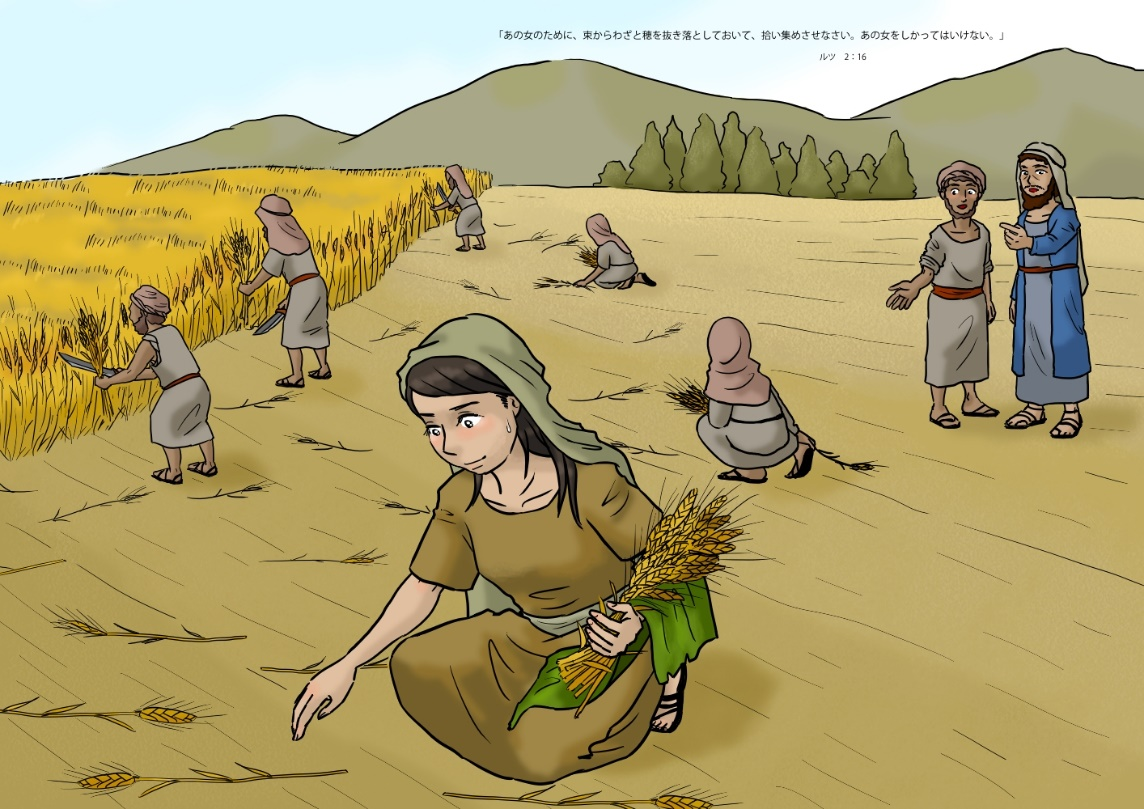 「あの女のために、束からわざと穂を抜き落としておいて、拾い集めさせなさい。あの女をしかってはいけない。」
ルツ　2：16